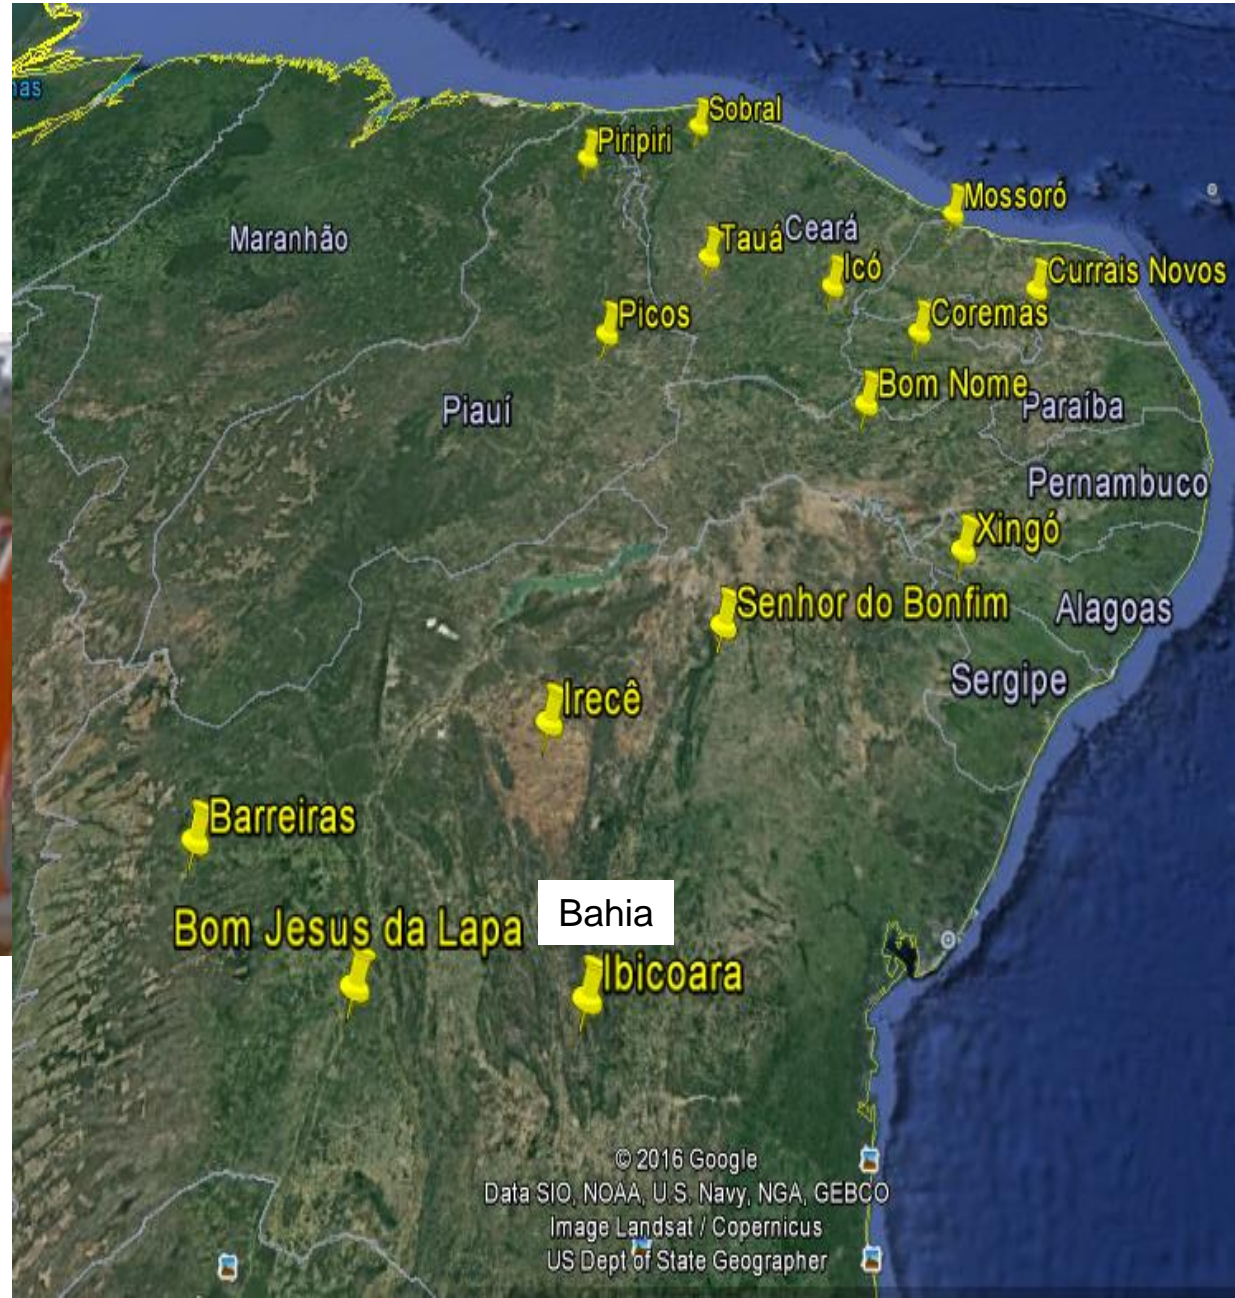 Sobral
Piripiri
Mossoró
Maranhão
Tauá
Ceará
Icó
Currais Novos
Picos
Coremas
Bom Nome
Piauí
Paraíba
Pernambuco
Xingó
Senhor do Bonfim
Alagoas
Sergipe
Irecê
Barreiras
Bahia
Bom Jesus da Lapa
Ibicoara
© 2016 Google
Data SIO, NOAA, U.S. Navy, NGA, GEBCO
Image Landsat / Copernicus
US Dept of State Geographer